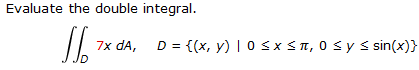 Evaluate the double integral.
∬_D 7x dA, D = {(x, y) | 0 ≤ x ≤ π, 0 ≤ y ≤ sin(x)}